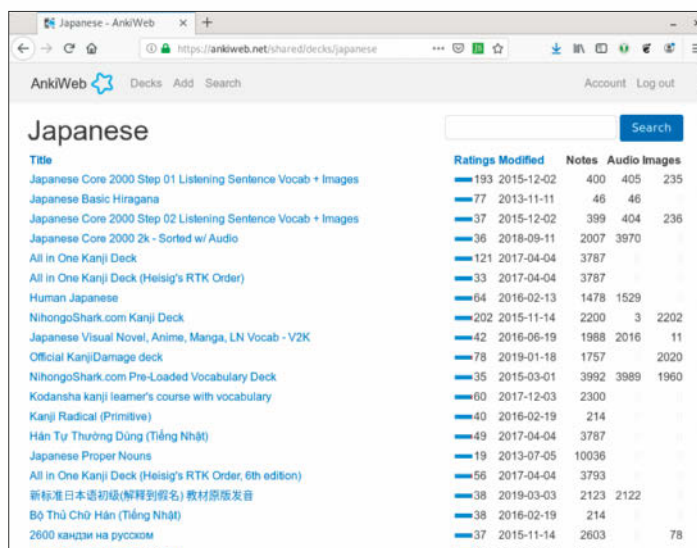 Japanese - AnkiWeb
https://ankiweb.net/shared/decks/japanese
AnkiWeb Decks Add Search Account Log out
Japanese Search
Title Ratings Modified Notes Audio Images
Japanese Core 2000 Step 01 Listening Sentence Vocab + Images 193 2015-12-02 400 405 235
Japanese Basic Hiragana 77 2013-11-11 46 46
Japanese Core 2000 Step 02 Listening Sentence Vocab + Images 37 2015-12-02 399 404 236
Japanese Core 2000 2k - Sorted w/ Audio 36 2018-09-11 2007 3970
All in One Kanji Deck 121 2017-04-04 3787
All in One Kanji Deck (Heisig's RTK Order) 33 2017-04-04 3787
Human Japanese 64 2016-02-13 1478 1529
NihongoShark.com Kanji Deck 202 2015-11-14 2200 3 2202
Japanese Visual Novel, Anime, Manga, LN Vocab - V2K 42 2016-06-19 1988 2016 11
Official KanjiDamage deck 78 2019-01-18 1757 2020
NihongoShark.com Pre-Loaded Vocabulary Deck 35 2015-03-01 3992 3989 1960
Kodansha kanji learner's course with vocabulary 60 2017-12-03 2300
Kanji Radical (Primitive) 40 2016-02-19 214
Hán Tự Thường Dùng (Tiếng Nhật) 49 2017-04-04 3787
Japanese Proper Nouns 19 2013-07-05 10036
All in One Kanji Deck (Heisig's RTK Order, 6th edition) 56 2017-04-04 3793
新标准日本语初级(解釋到假名) 教材原版发音 38 2019-03-03 2123 2122
Bộ Thủ Chữ Hán (Tiếng Nhật) 38 2016-02-19 214
2600 кандзи на русском 37 2015-11-14 2603 78